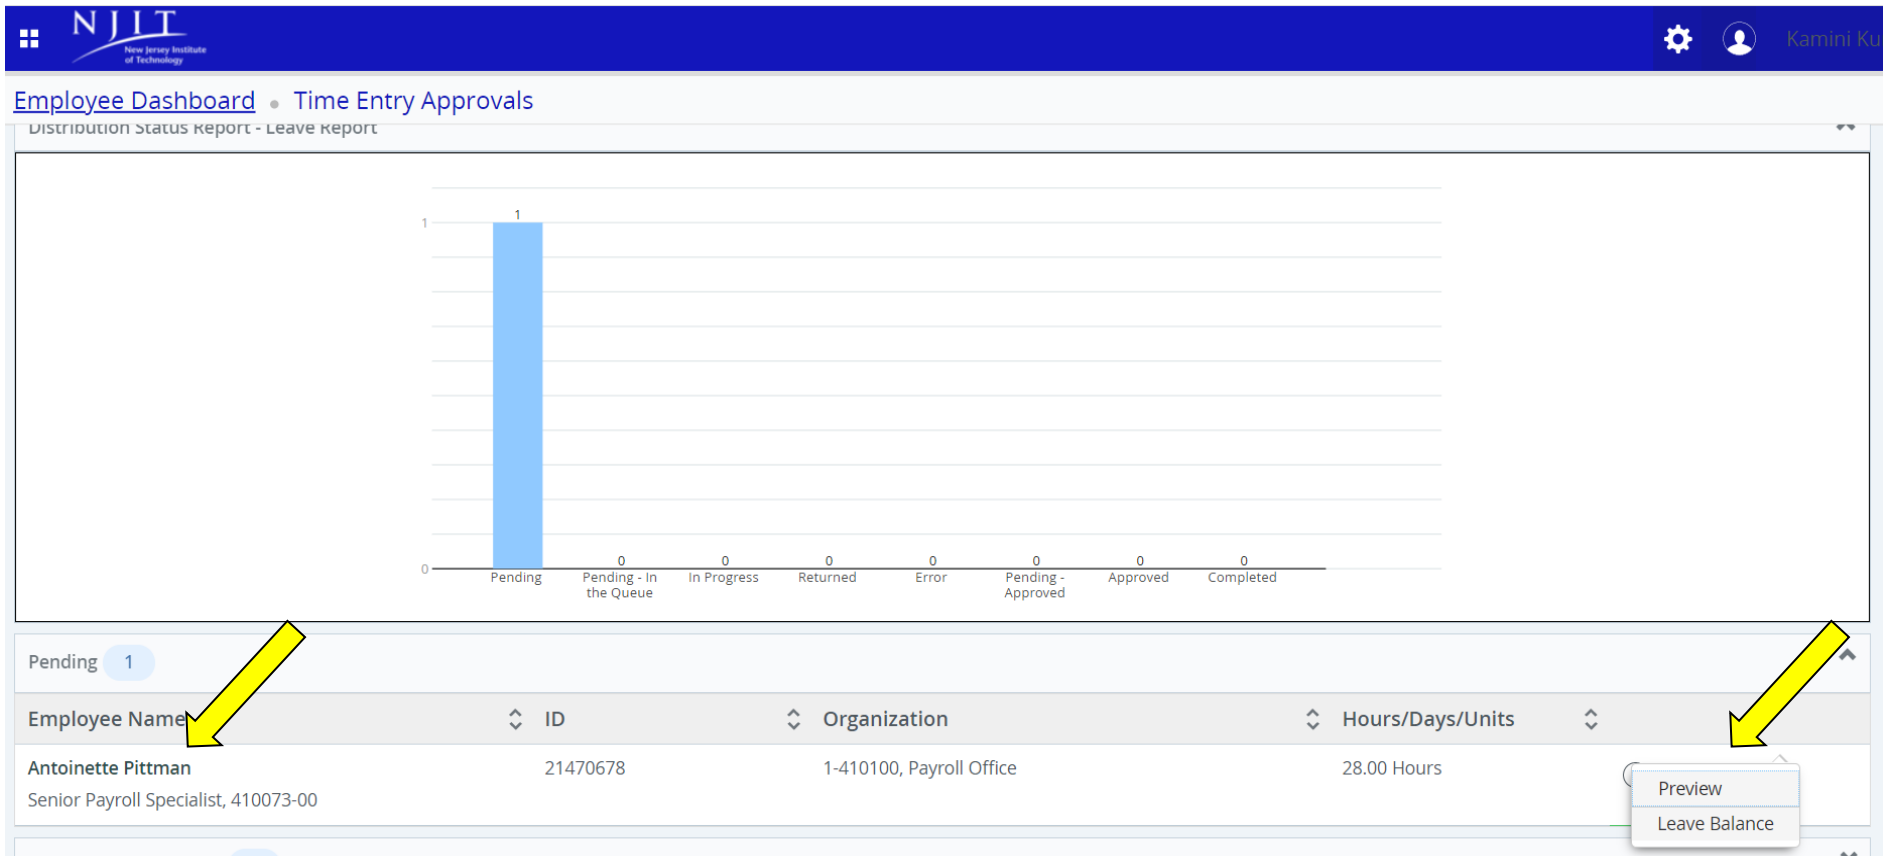 NJIT
New Jersey Institute
of Technology
Kamini Ku
Employee Dashboard • Time Entry Approvals
Distribution Status Report - Leave Report
1
1
0
0
0
0
0
0
0
0
Pending
Pending - In
the Queue
In Progress
Returned
Error
Pending -
Approved
Approved
Completed
Pending 1
Employee Name ID Organization Hours/Days/Units
Antoinette Pittman 21470678 1-410100, Payroll Office 28.00 Hours
Senior Payroll Specialist, 410073-00
Preview
Leave Balance